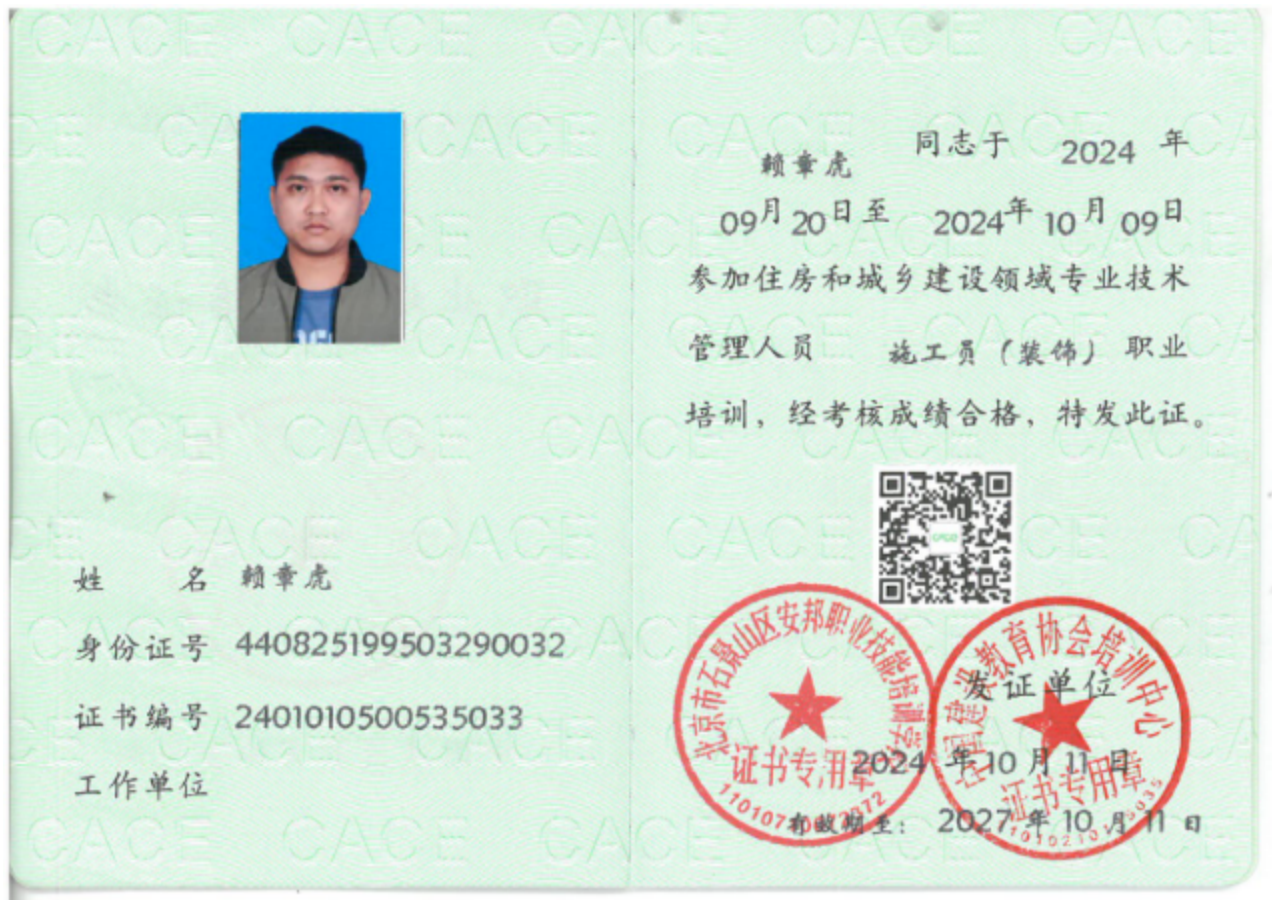 姓 名 赖章虎
身份证号 440825199503290032
证书编号 2401010500535033
工作单位
赖章虎 同志于 2024 年
09月 20日至 2024年 10月 09日
参加住房和城乡建设领域专业技术
管理人员 施工员（装饰）职业
培训，经考核成绩合格，特发此证。
北京市石景山区安邦职业技能培训学
证书专用章
中国建设教育协会培训中心
证书专用章
发证单位
2024 年 10 月 11 日
有效期至： 2027 年 10 月 11 日
CACE